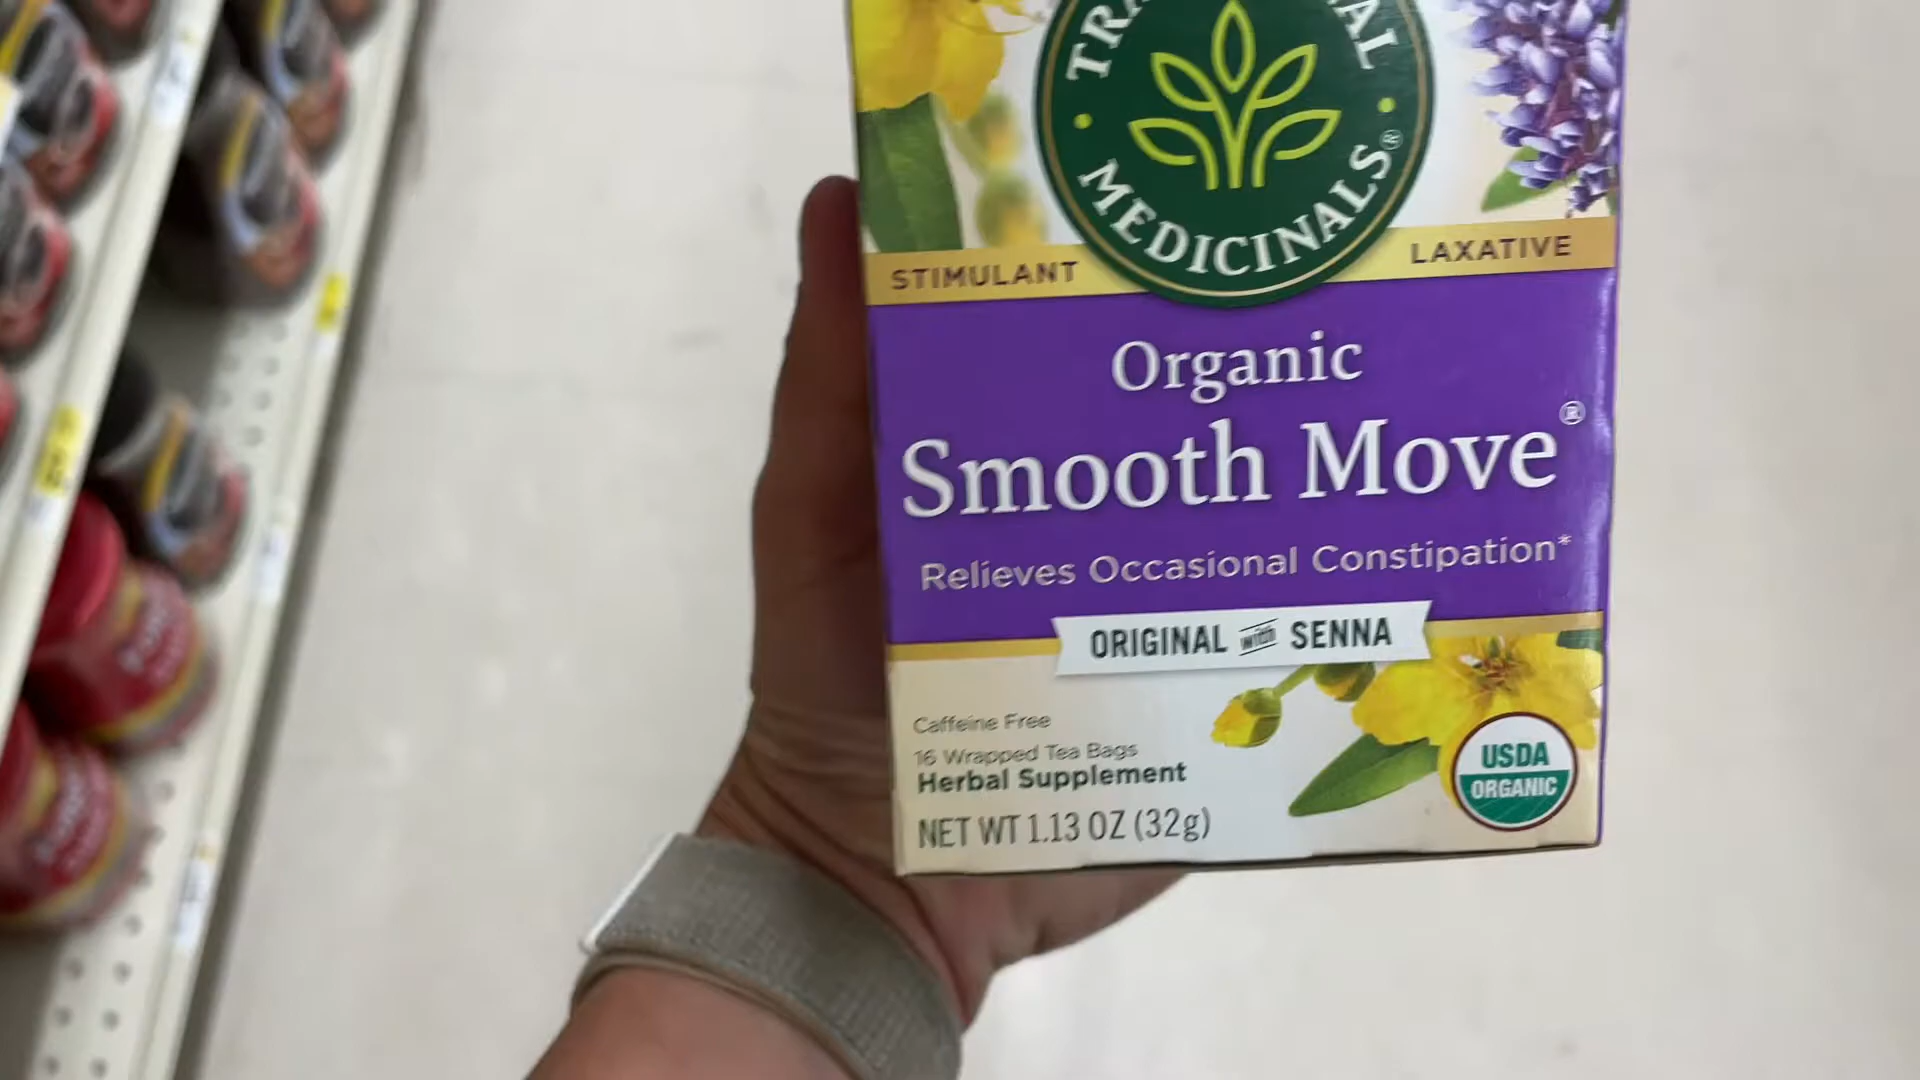 MEDICINALS®
STIMULANT
LAXATIVE
Organic
Smooth Move®
Relieves Occasional Constipation*
ORIGINAL with SENNA
Caffeine Free
16 Wrapped Tea Bags
Herbal Supplement
NET WT 1.13 OZ (32g)
USDA
ORGANIC